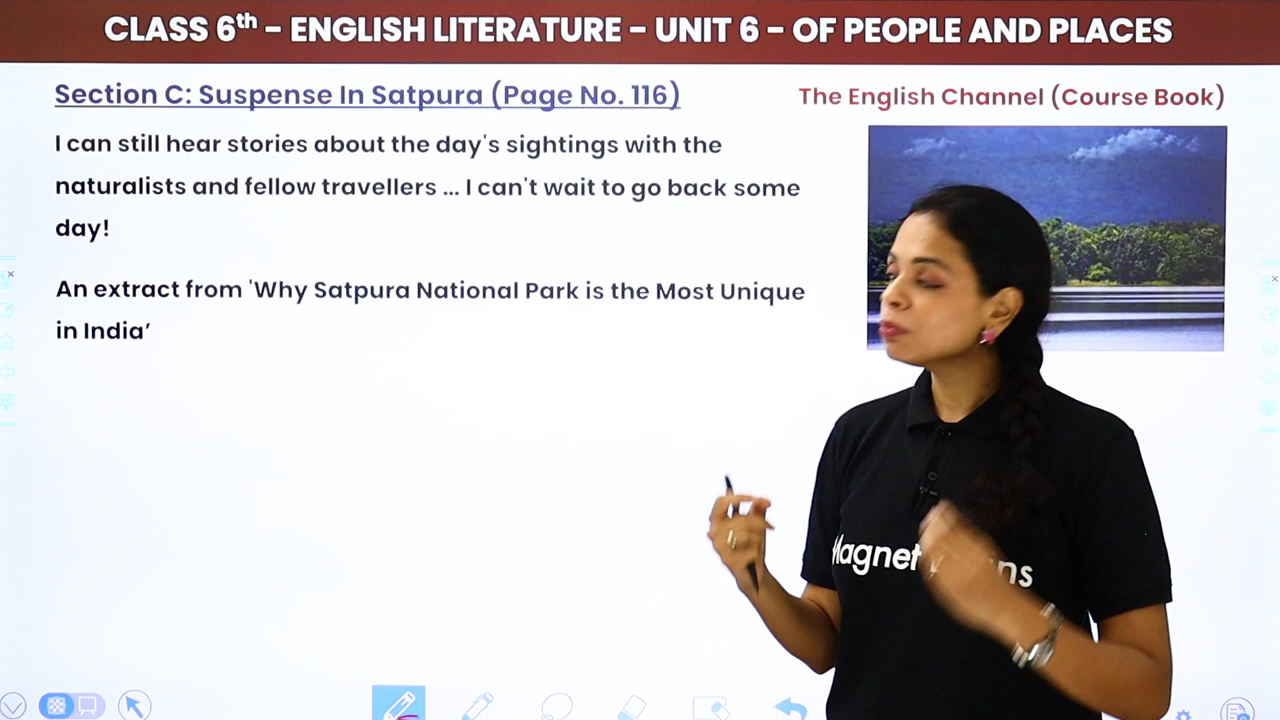 CLASS 6th – ENGLISH LITERATURE – UNIT 6 – OF PEOPLE AND PLACES
Section C: Suspense In Satpura (Page No. 116)
The English Channel (Course Book)
I can still hear stories about the day's sightings with the
naturalists and fellow travellers ... I can't wait to go back some
day!
An extract from 'Why Satpura National Park is the Most Unique
in India’
Magnet